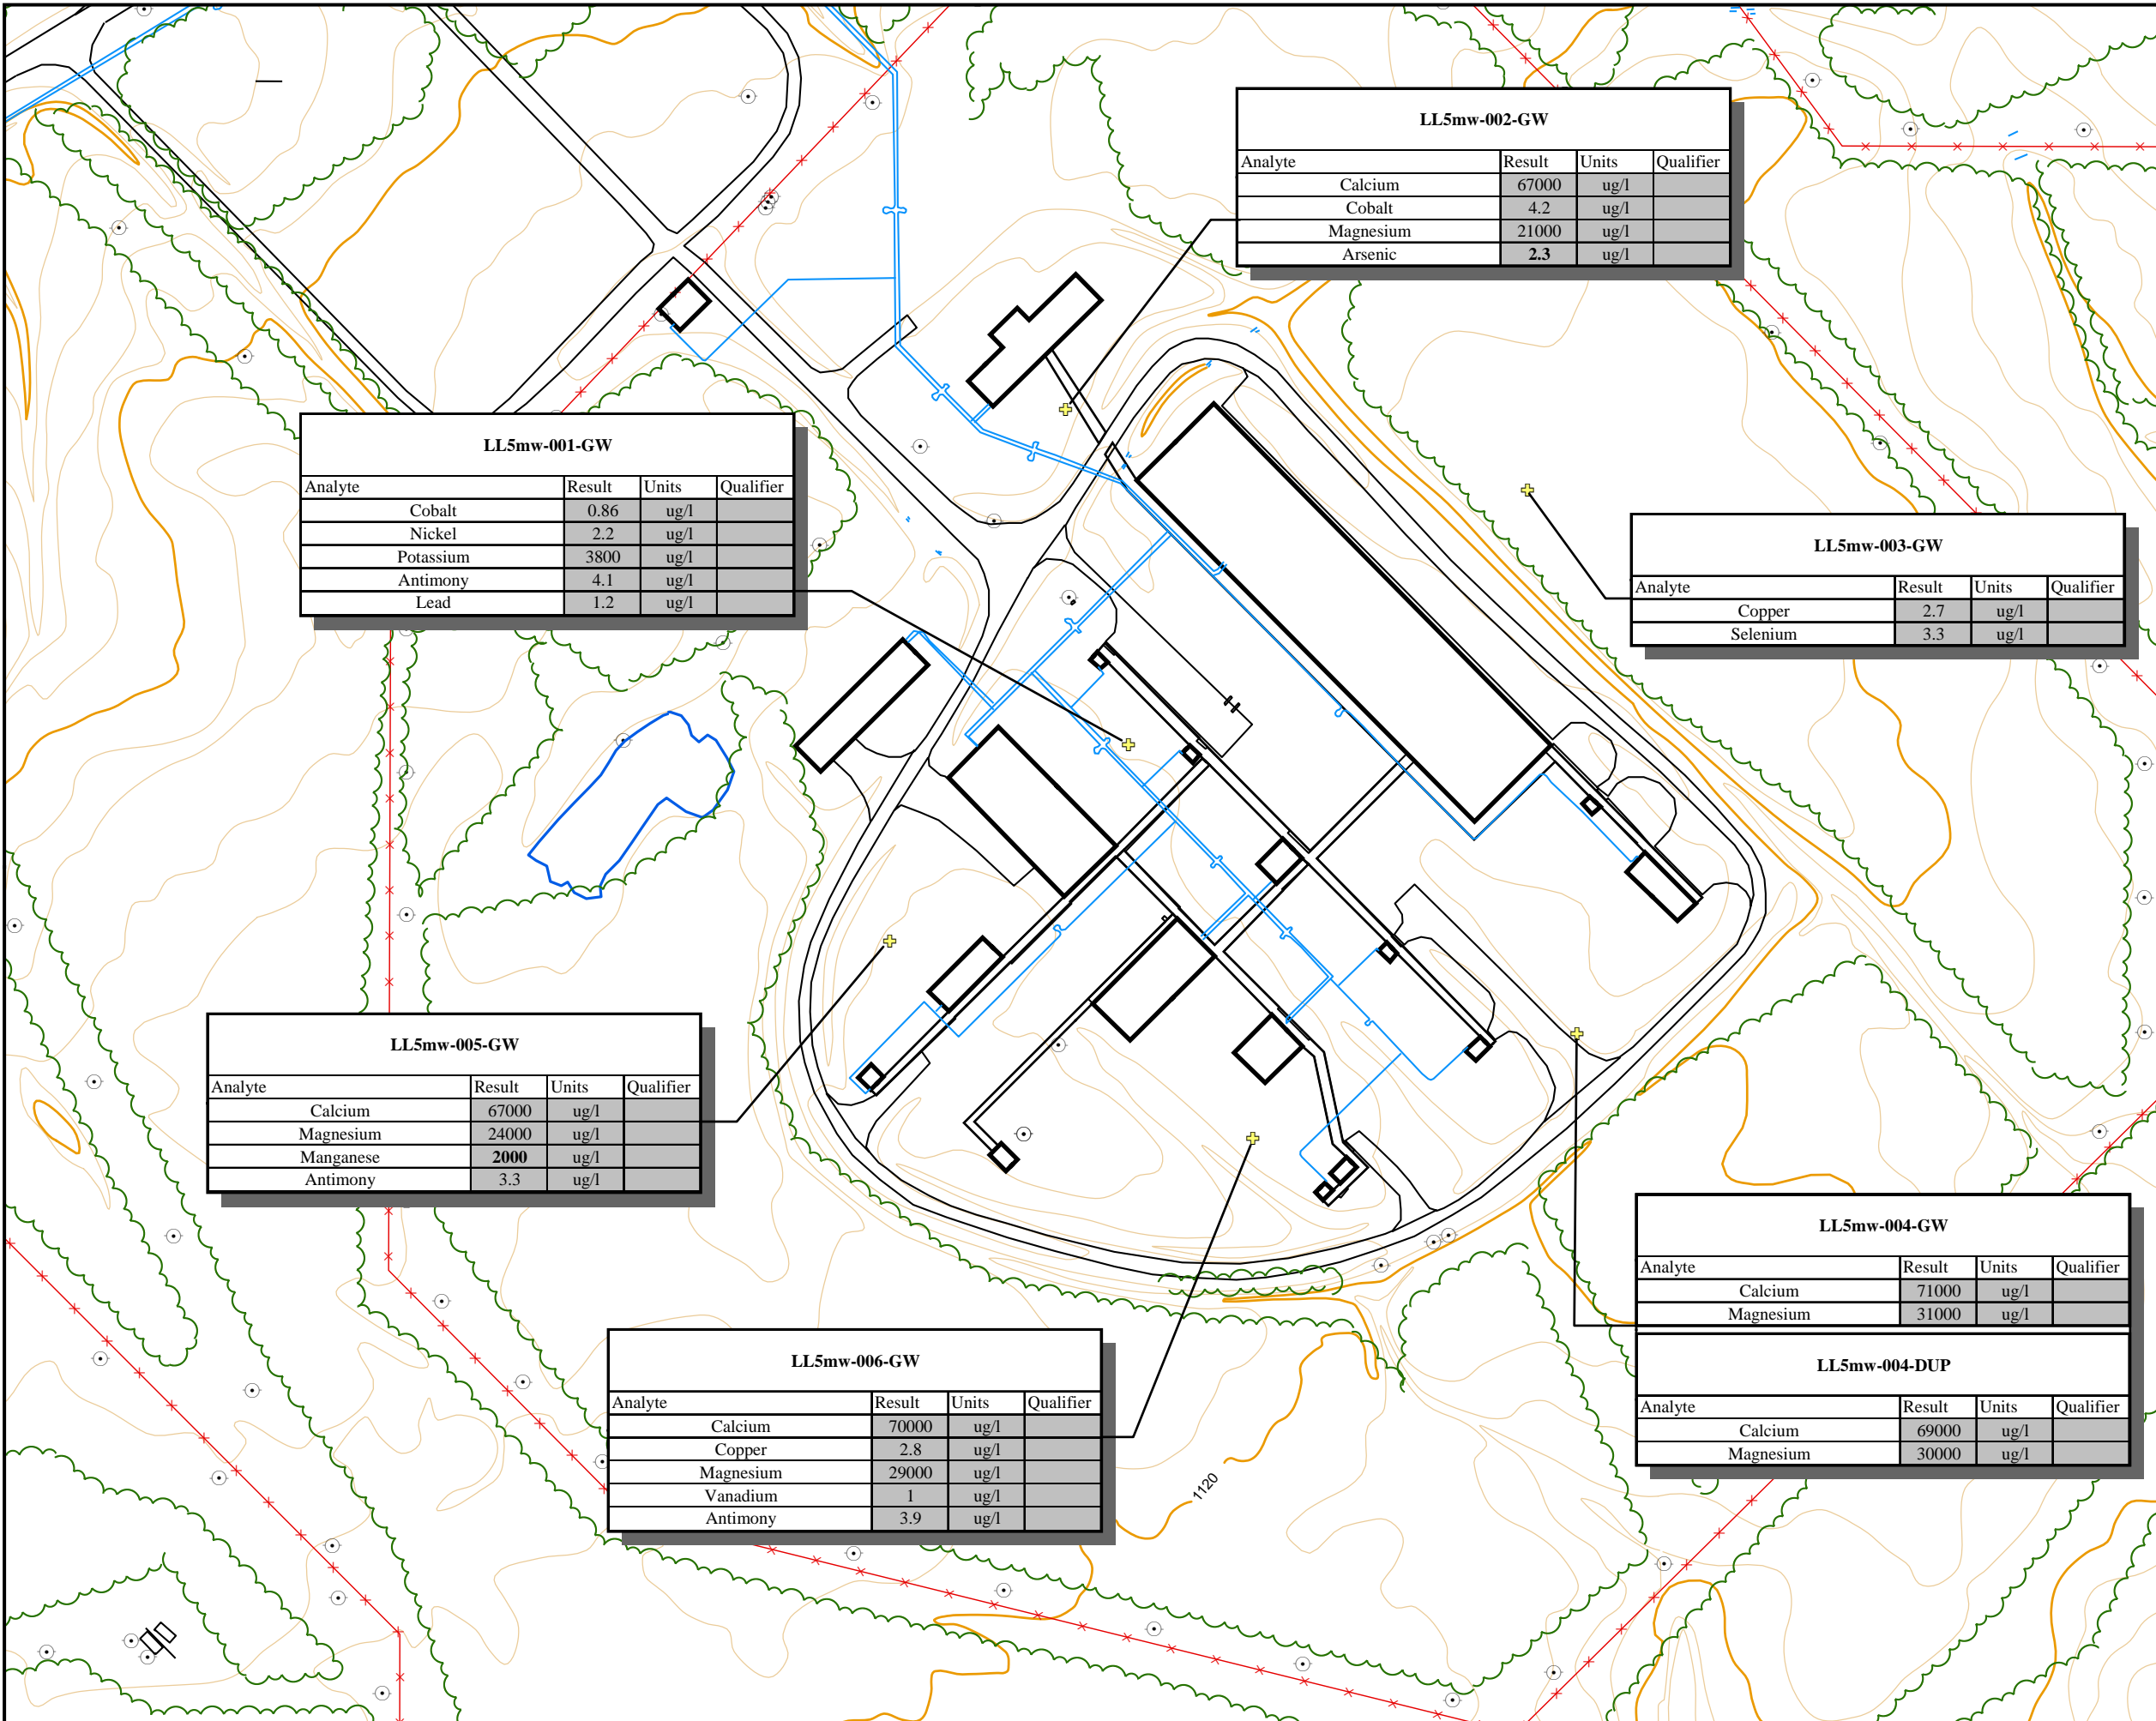 LL5mw-002-GW
Analyte Result Units Qualifier
Calcium 67000 ug/l
Cobalt 4.2 ug/l
Magnesium 21000 ug/l
Arsenic 2.3 ug/l
LL5mw-001-GW
Analyte Result Units Qualifier
Cobalt 0.86 ug/l
Nickel 2.2 ug/l
Potassium 3800 ug/l
Antimony 4.1 ug/l
Lead 1.2 ug/l
LL5mw-003-GW
Analyte Result Units Qualifier
Copper 2.7 ug/l
Selenium 3.3 ug/l
LL5mw-005-GW
Analyte Result Units Qualifier
Calcium 67000 ug/l
Magnesium 24000 ug/l
Manganese 2000 ug/l
Antimony 3.3 ug/l
LL5mw-004-GW
Analyte Result Units Qualifier
Calcium 71000 ug/l
Magnesium 31000 ug/l
LL5mw-004-DUP
Analyte Result Units Qualifier
Calcium 69000 ug/l
Magnesium 30000 ug/l
LL5mw-006-GW
Analyte Result Units Qualifier
Calcium 70000 ug/l
Copper 2.8 ug/l
Magnesium 29000 ug/l
Vanadium 1 ug/l
Antimony 3.9 ug/l
1120